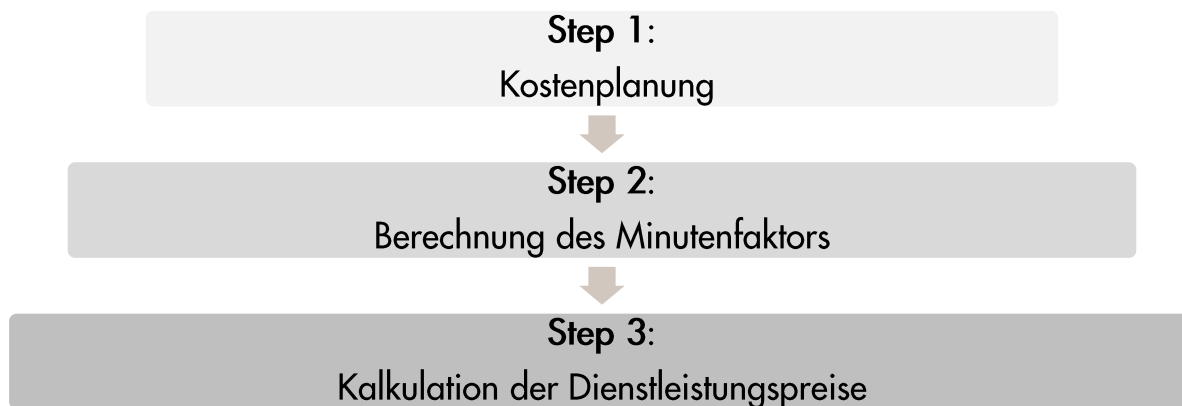 Step 1:
Kostenplanung
Step 2:
Berechnung des Minutenfaktors
Step 3:
Kalkulation der Dienstleistungspreise